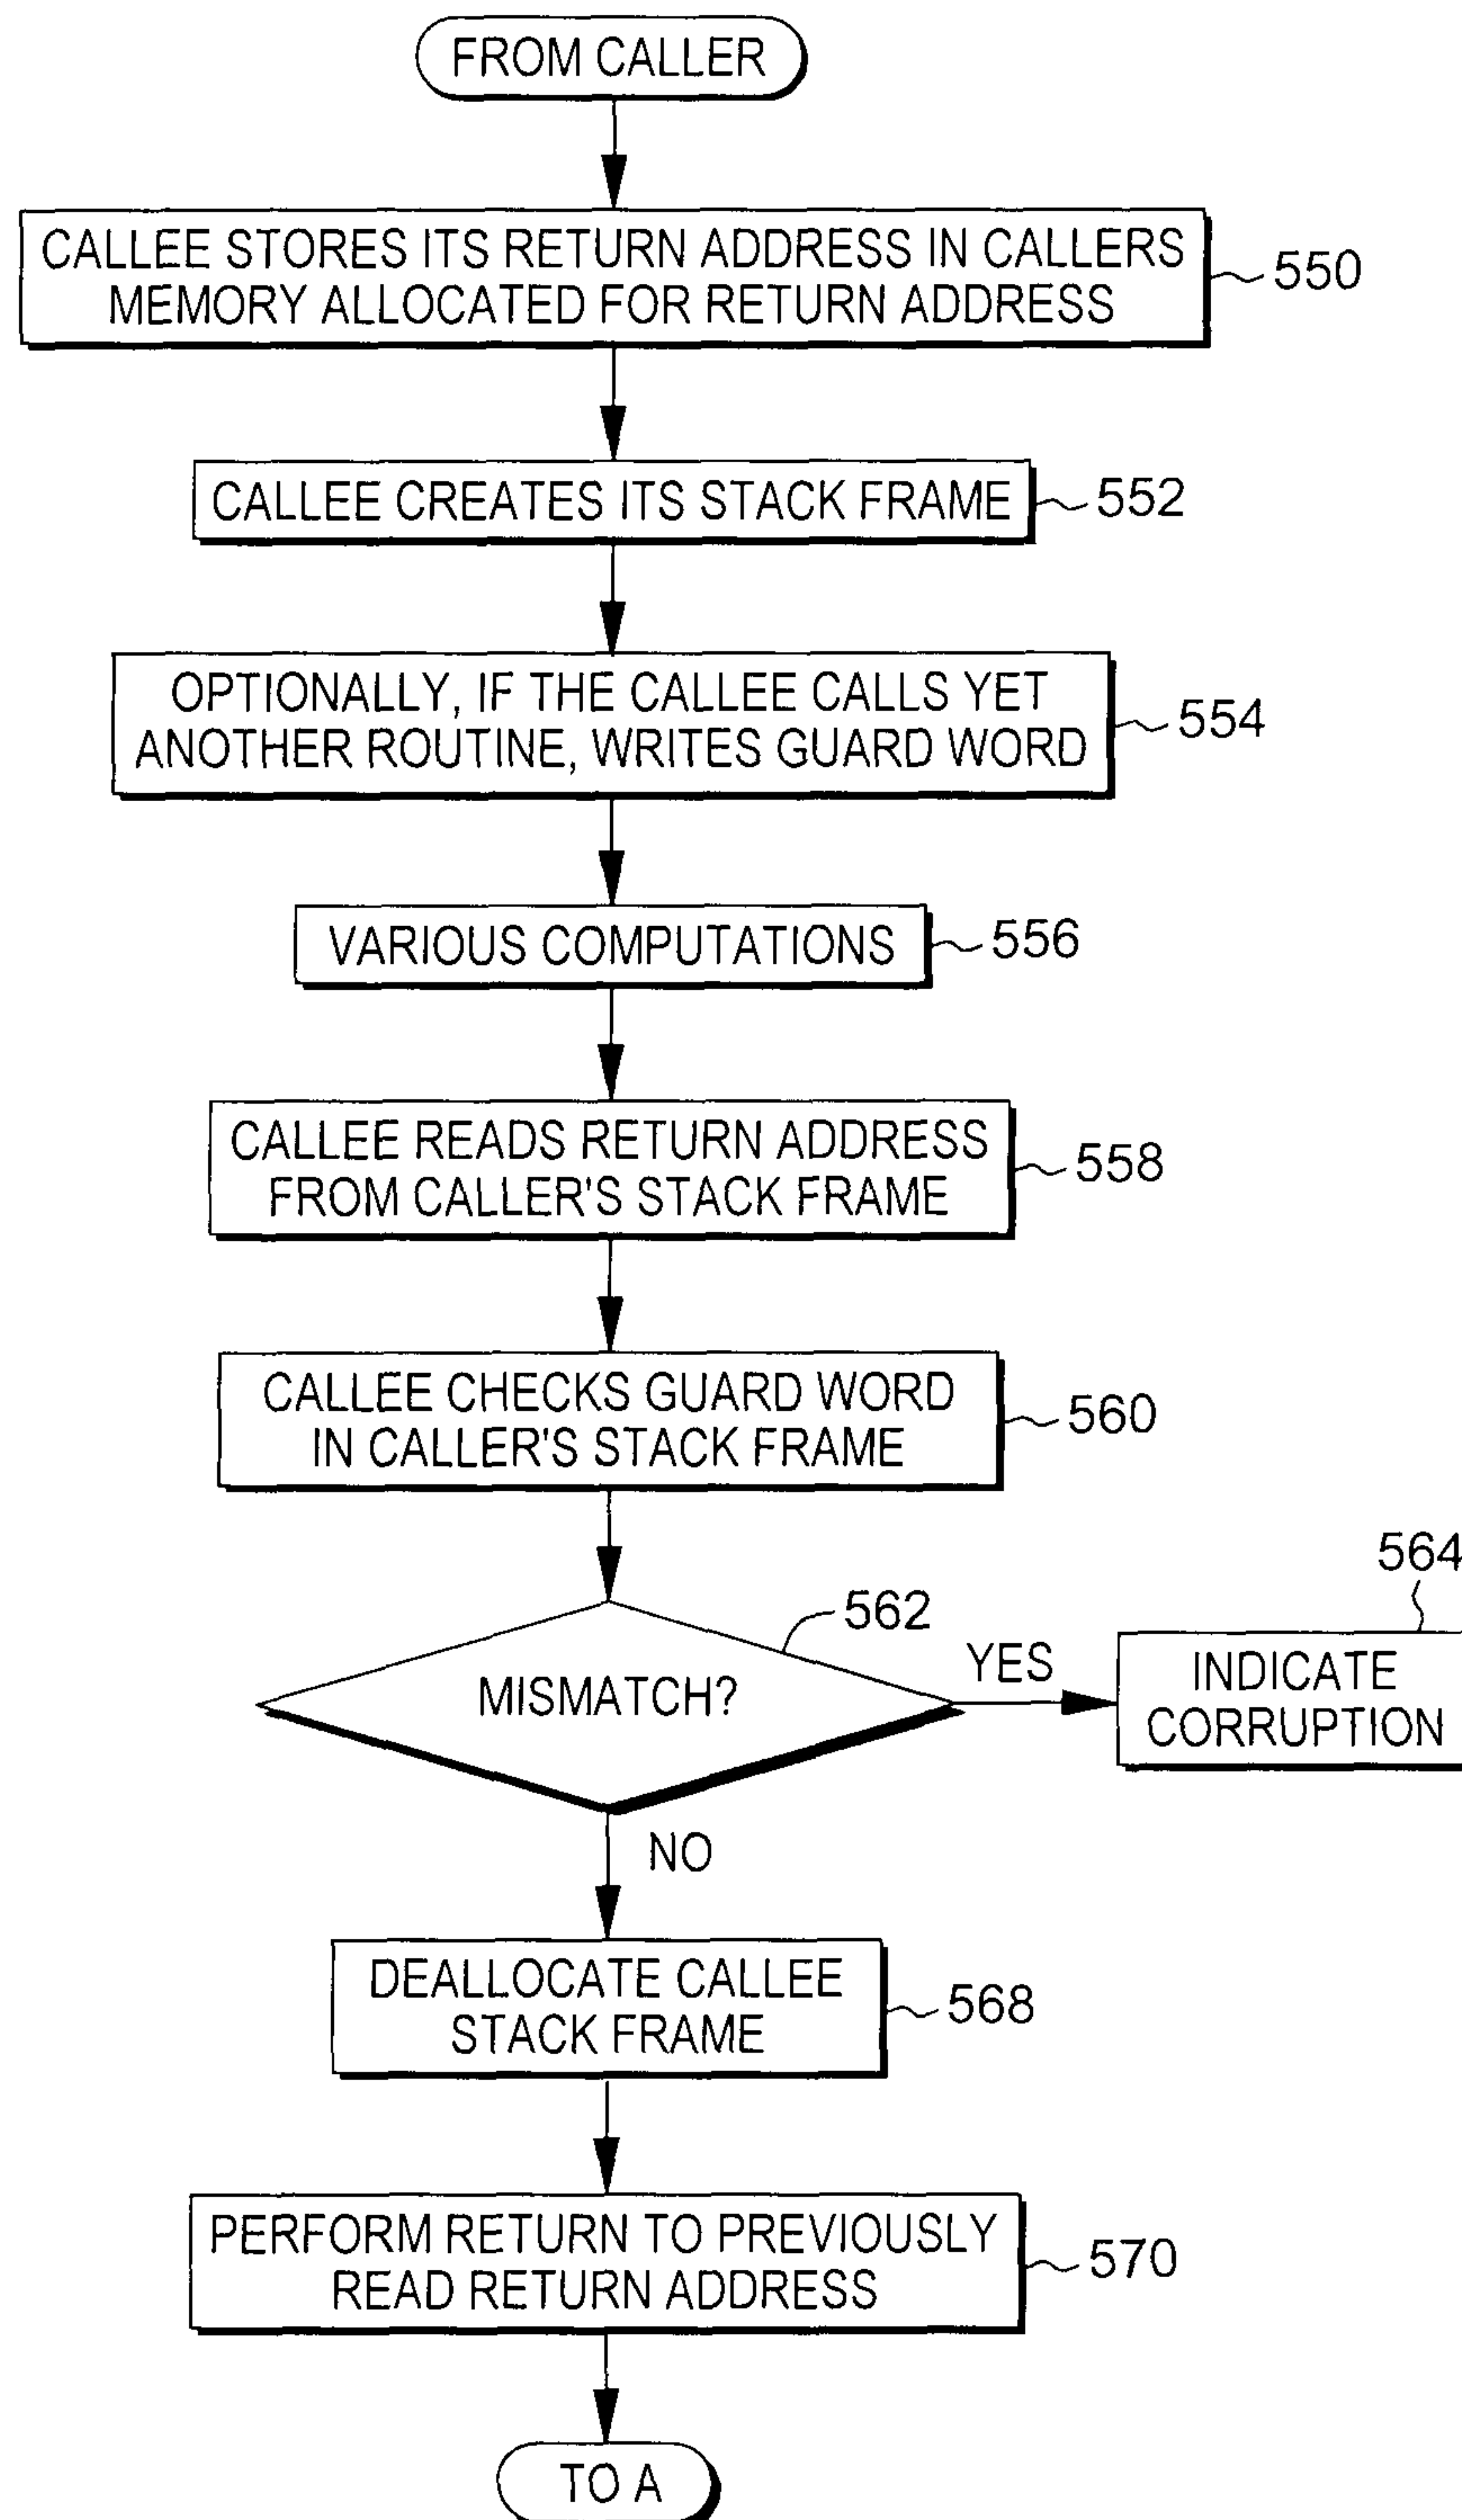 FROM CALLER
CALLEE STORES ITS RETURN ADDRESS IN CALLERS
MEMORY ALLOCATED FOR RETURN ADDRESS
550
CALLEE CREATES ITS STACK FRAME
552
OPTIONALLY, IF THE CALLEE CALLS YET
ANOTHER ROUTINE, WRITES GUARD WORD
554
VARIOUS COMPUTATIONS
556
CALLEE READS RETURN ADDRESS
FROM CALLER'S STACK FRAME
558
CALLEE CHECKS GUARD WORD
IN CALLER'S STACK FRAME
560
MISMATCH?
562
YES
564
INDICATE
CORRUPTION
NO
DEALLOCATE CALLEE
STACK FRAME
568
PERFORM RETURN TO PREVIOUSLY
READ RETURN ADDRESS
570
TO A